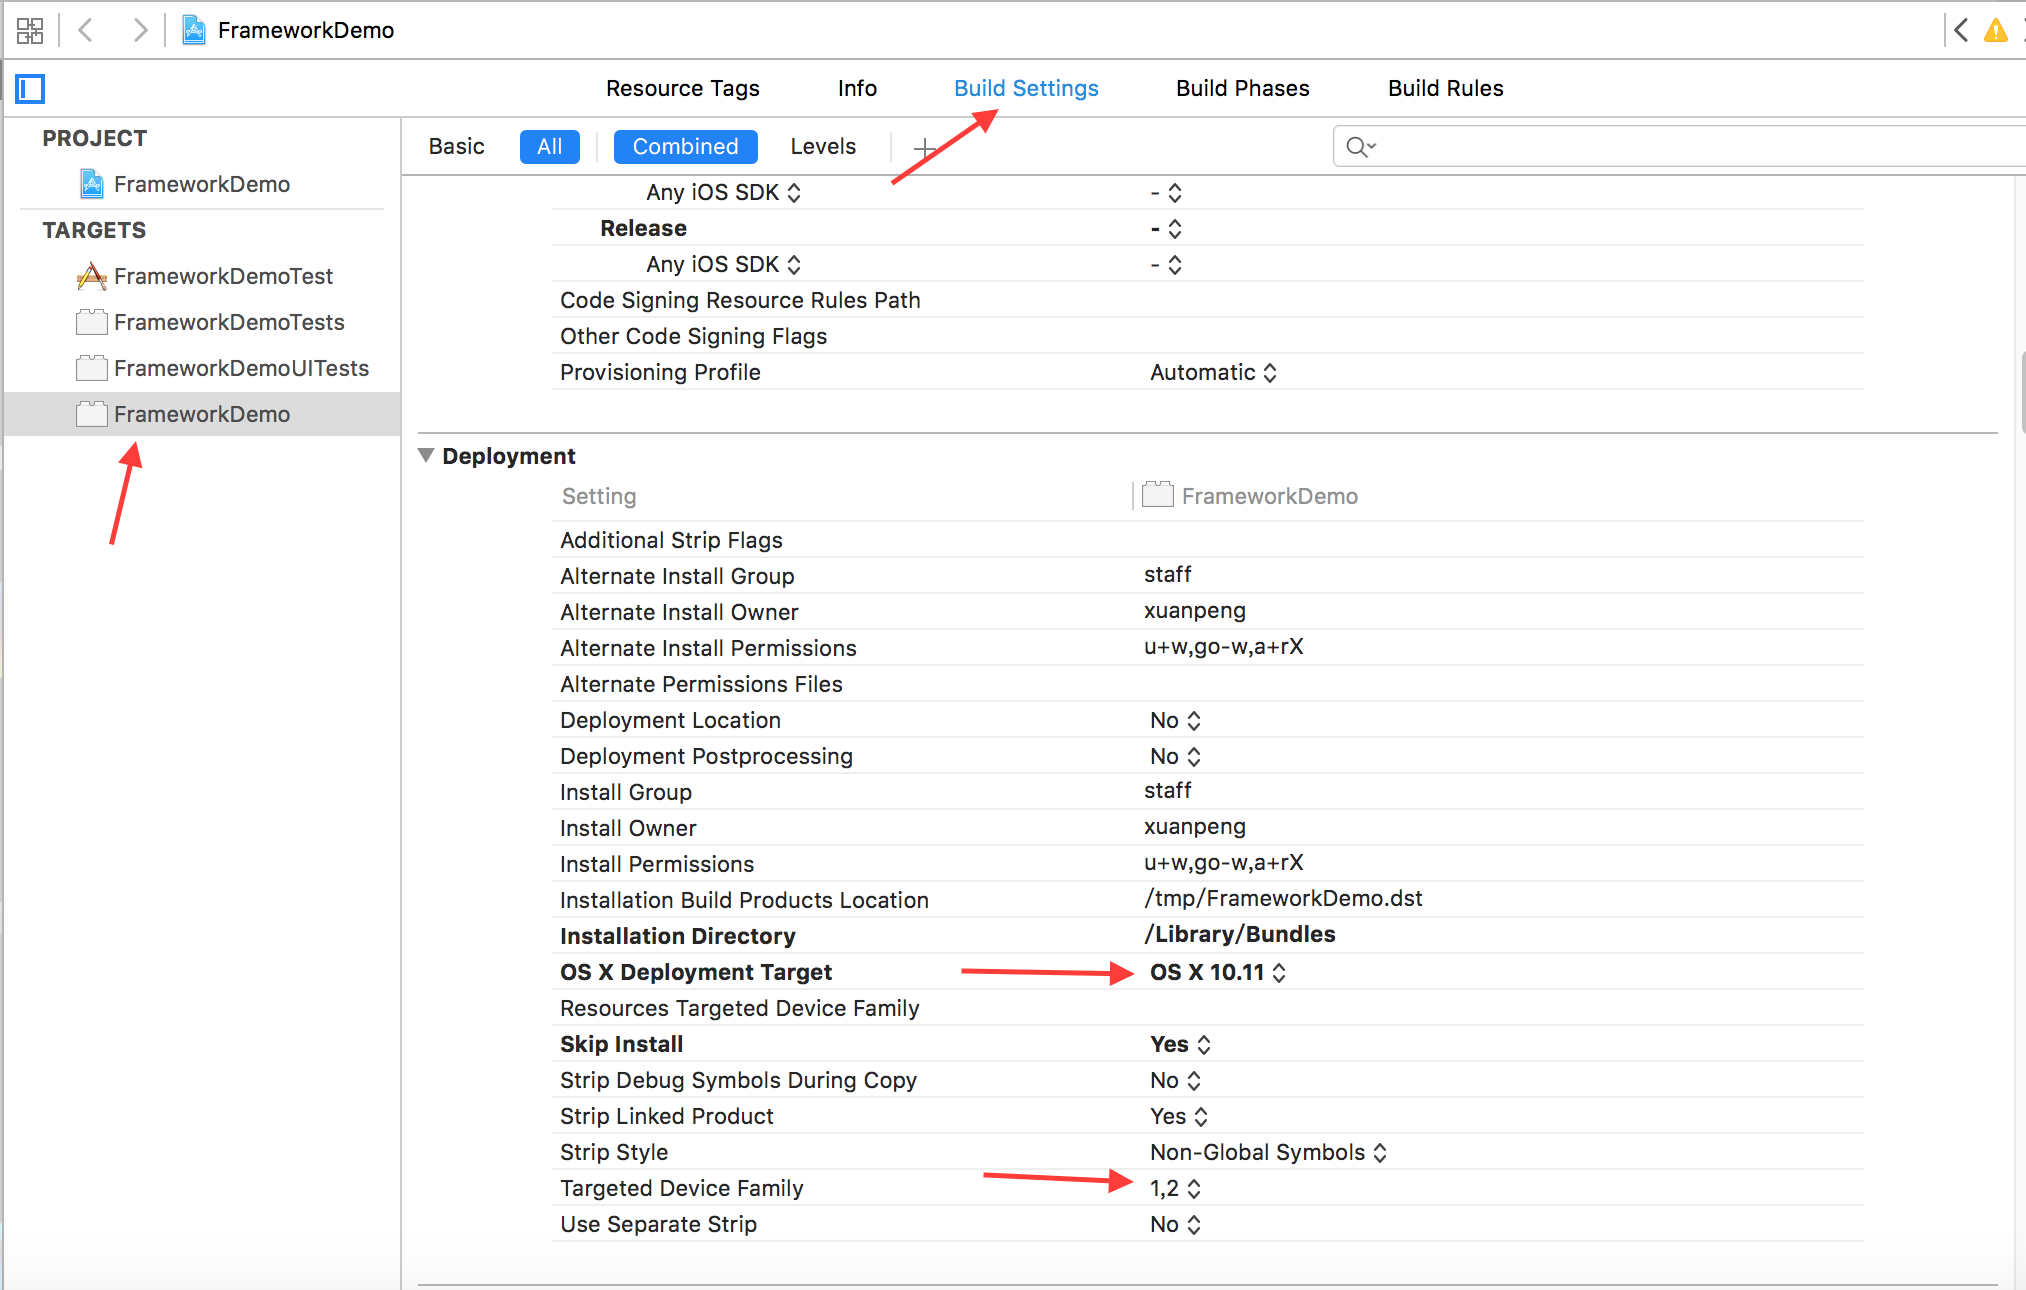 FrameworkDemo
Resource Tags Info Build Settings Build Phases Build Rules
PROJECT
FrameworkDemo
TARGETS
FrameworkDemoTest
FrameworkDemoTests
FrameworkDemoUITests
FrameworkDemo
Basic All Combined Levels
Any iOS SDK -
Release -
Any iOS SDK -
Code Signing Resource Rules Path
Other Code Signing Flags
Provisioning Profile Automatic
Deployment
Setting FrameworkDemo
Additional Strip Flags
Alternate Install Group staff
Alternate Install Owner xuanpeng
Alternate Install Permissions u+w,go-w,a+rX
Alternate Permissions Files
Deployment Location No
Deployment Postprocessing No
Install Group staff
Install Owner xuanpeng
Install Permissions u+w,go-w,a+rX
Installation Build Products Location /tmp/FrameworkDemo.dst
Installation Directory /Library/Bundles
OS X Deployment Target OS X 10.11
Resources Targeted Device Family
Skip Install Yes
Strip Debug Symbols During Copy No
Strip Linked Product Yes
Strip Style Non-Global Symbols
Targeted Device Family 1,2
Use Separate Strip No